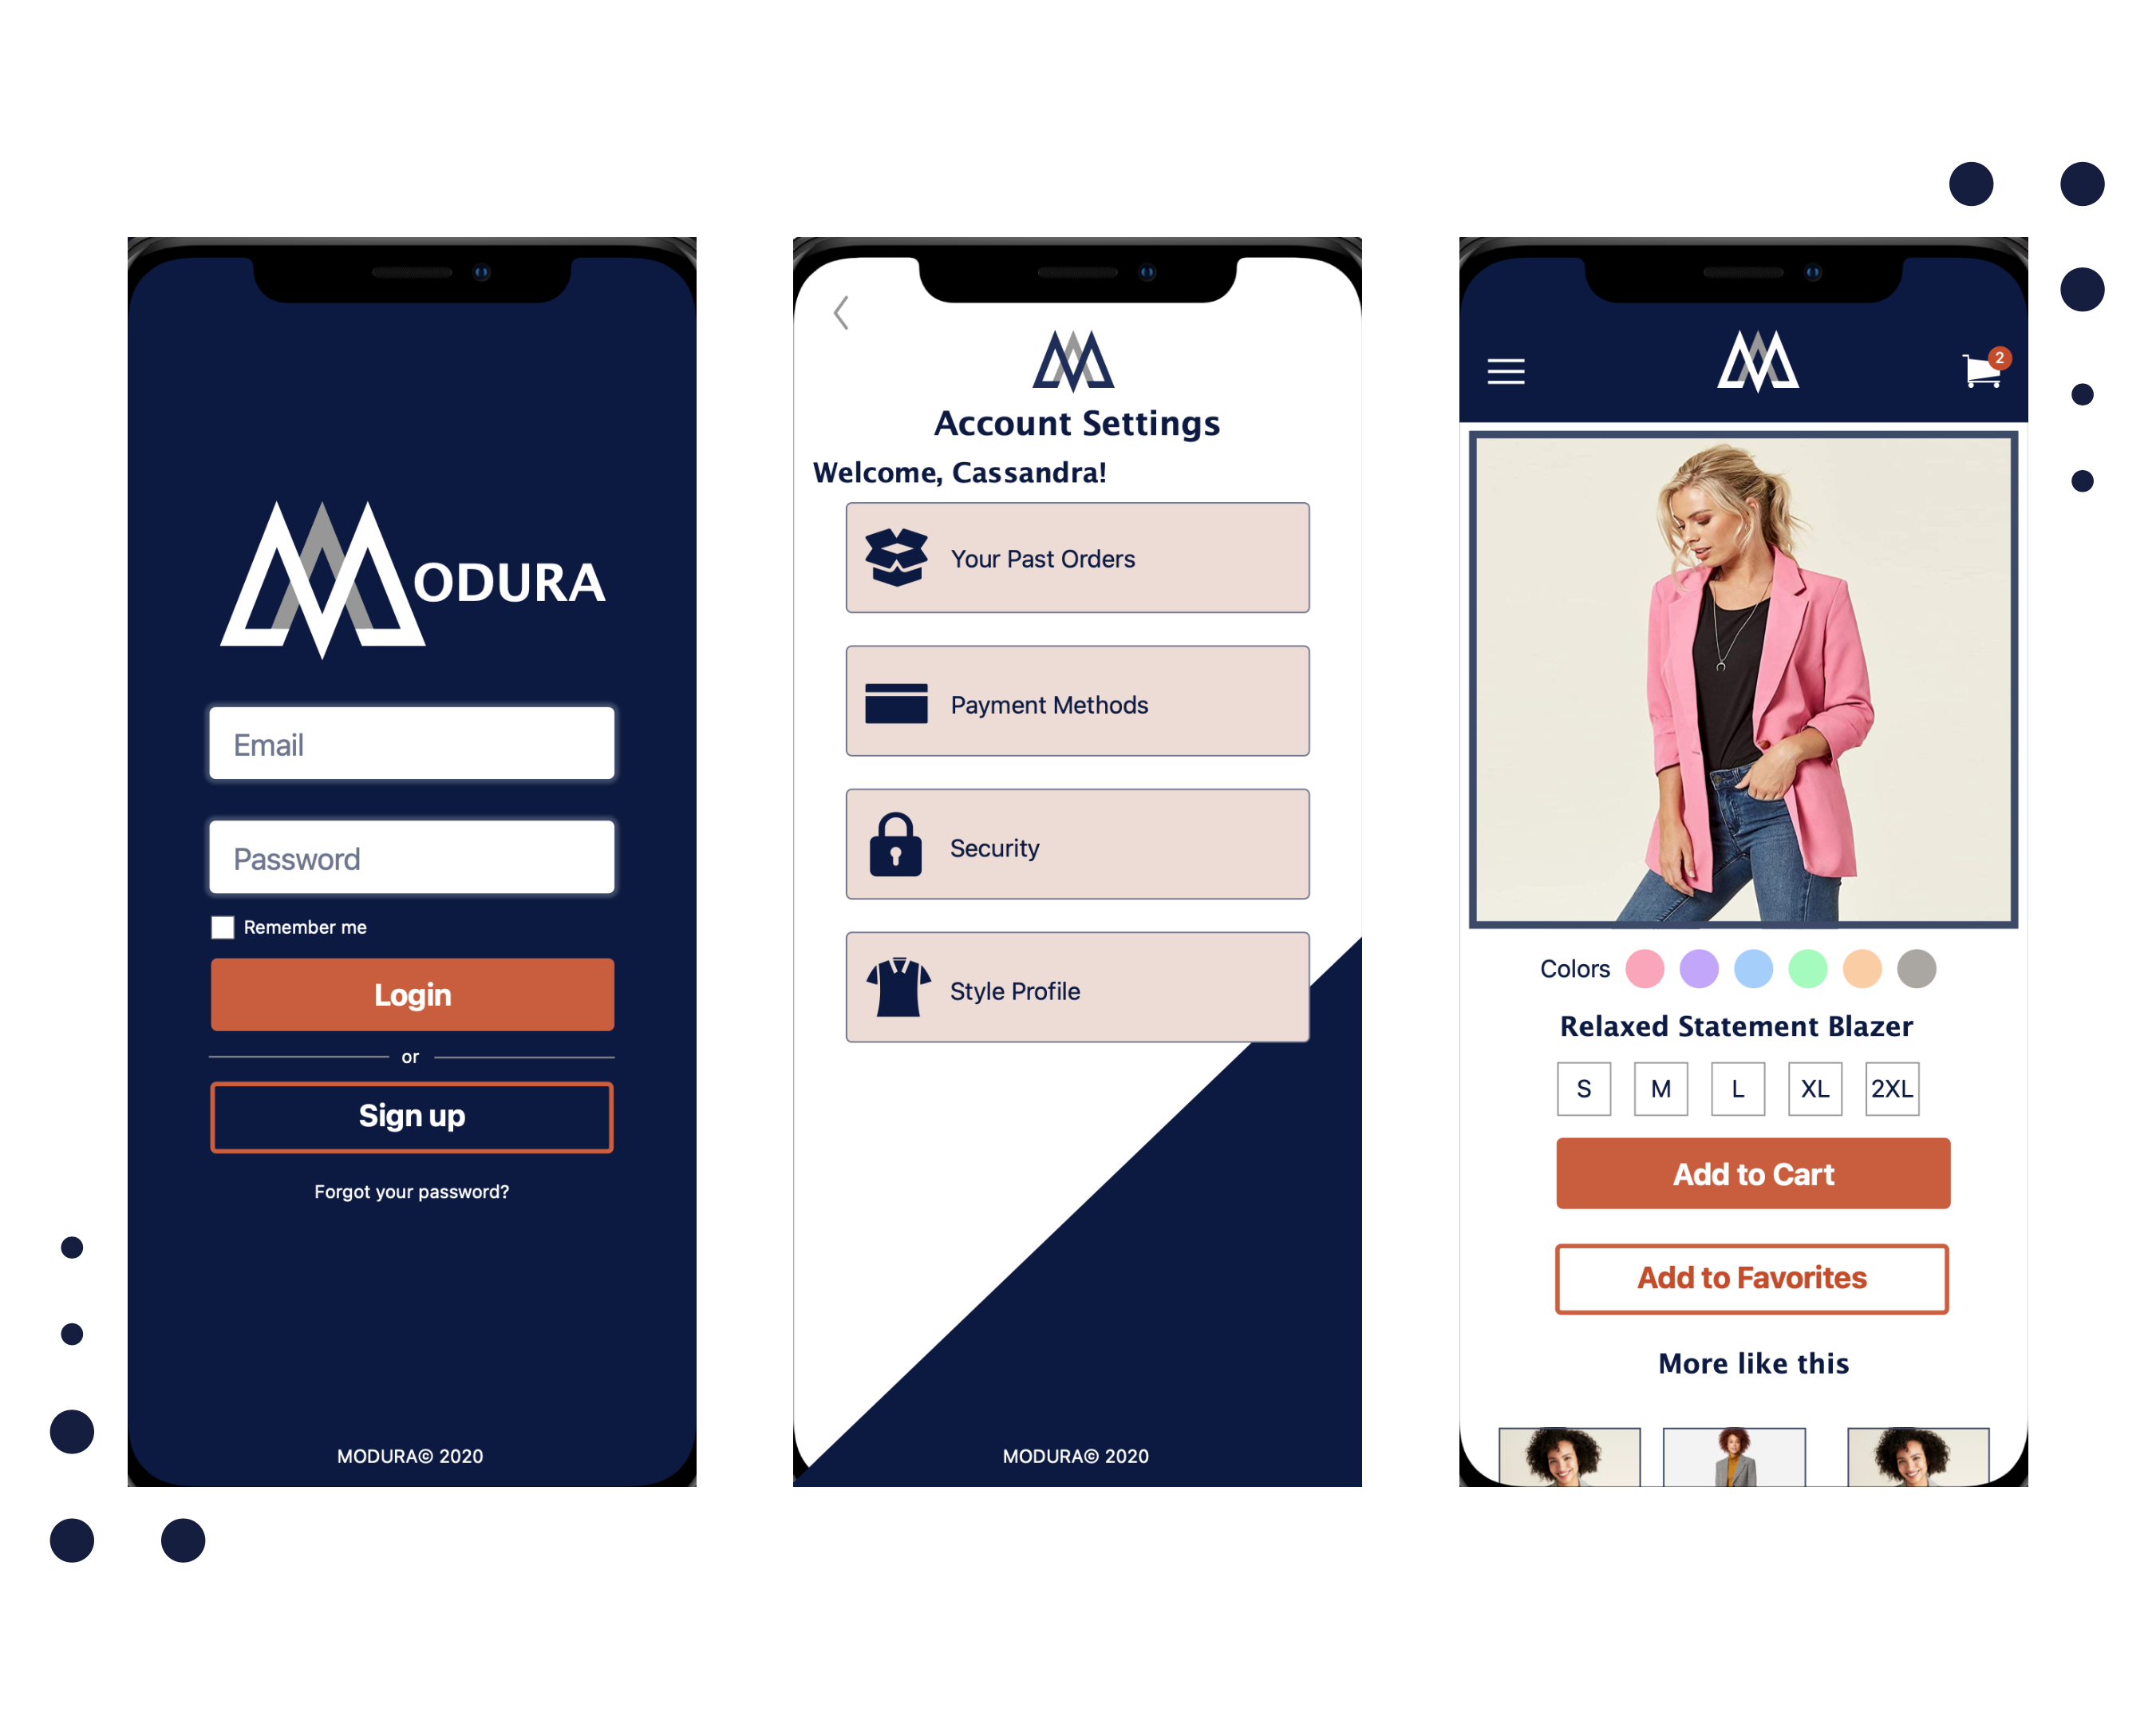 MODURA
Email
Password
Remember me
Login
or
Sign up
Forgot your password?
MODURA© 2020
Account Settings
Welcome, Cassandra!
Your Past Orders
Payment Methods
Security
Style Profile
MODURA© 2020
2
Colors
Relaxed Statement Blazer
S M L XL 2XL
Add to Cart
Add to Favorites
More like this